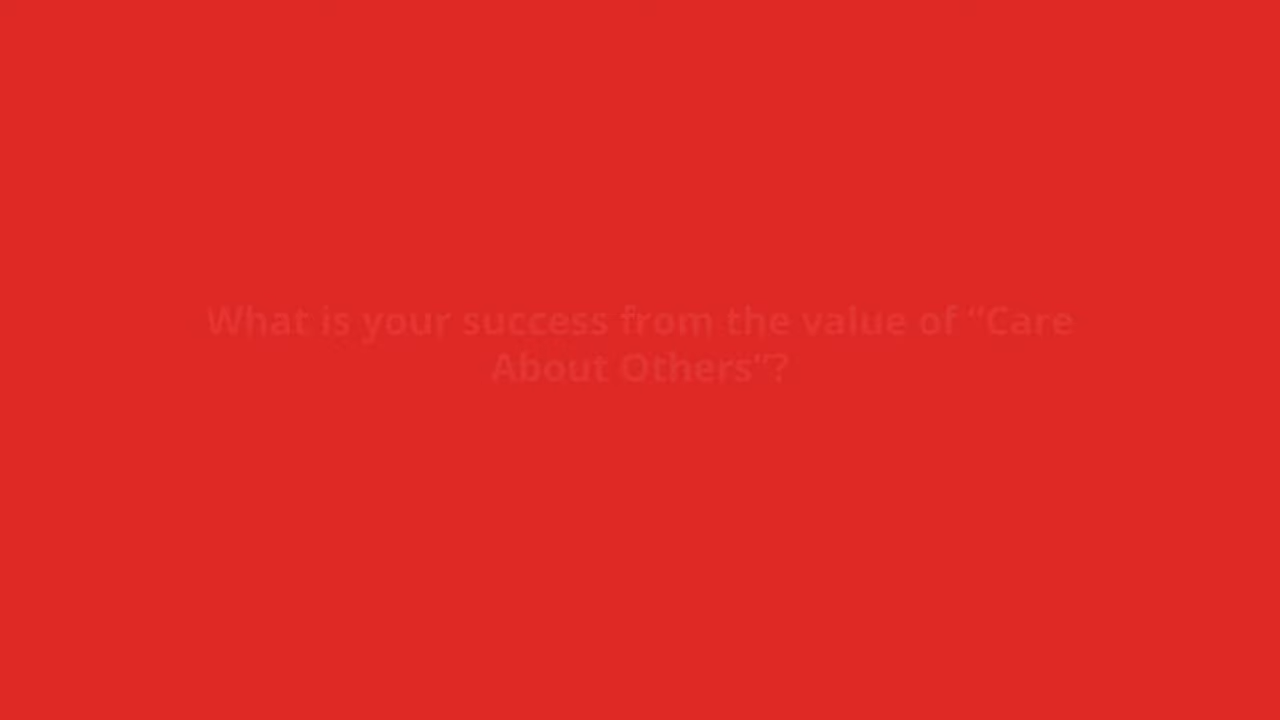 What is your success from the value of “Care
About Others”?